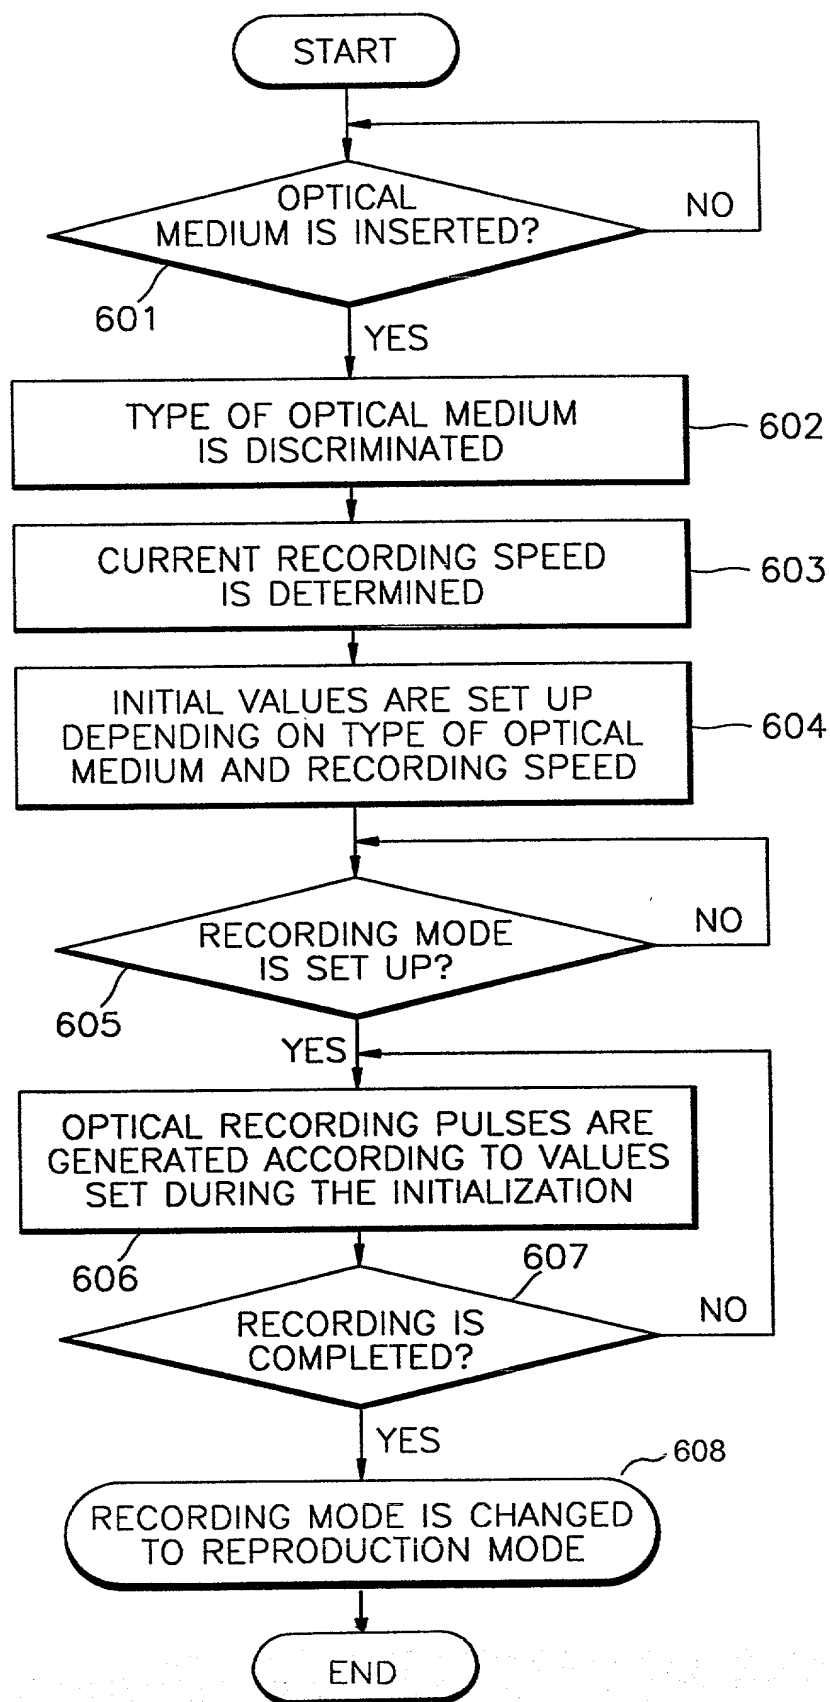 START
OPTICAL
MEDIUM IS INSERTED?
NO
601
YES
TYPE OF OPTICAL MEDIUM
IS DISCRIMINATED
602
CURRENT RECORDING SPEED
IS DETERMINED
603
INITIAL VALUES ARE SET UP
DEPENDING ON TYPE OF OPTICAL
MEDIUM AND RECORDING SPEED
604
RECORDING MODE
IS SET UP?
NO
605
YES
OPTICAL RECORDING PULSES ARE
GENERATED ACCORDING TO VALUES
SET DURING THE INITIALIZATION
606
607
RECORDING IS
COMPLETED?
NO
YES
608
RECORDING MODE IS CHANGED
TO REPRODUCTION MODE
END